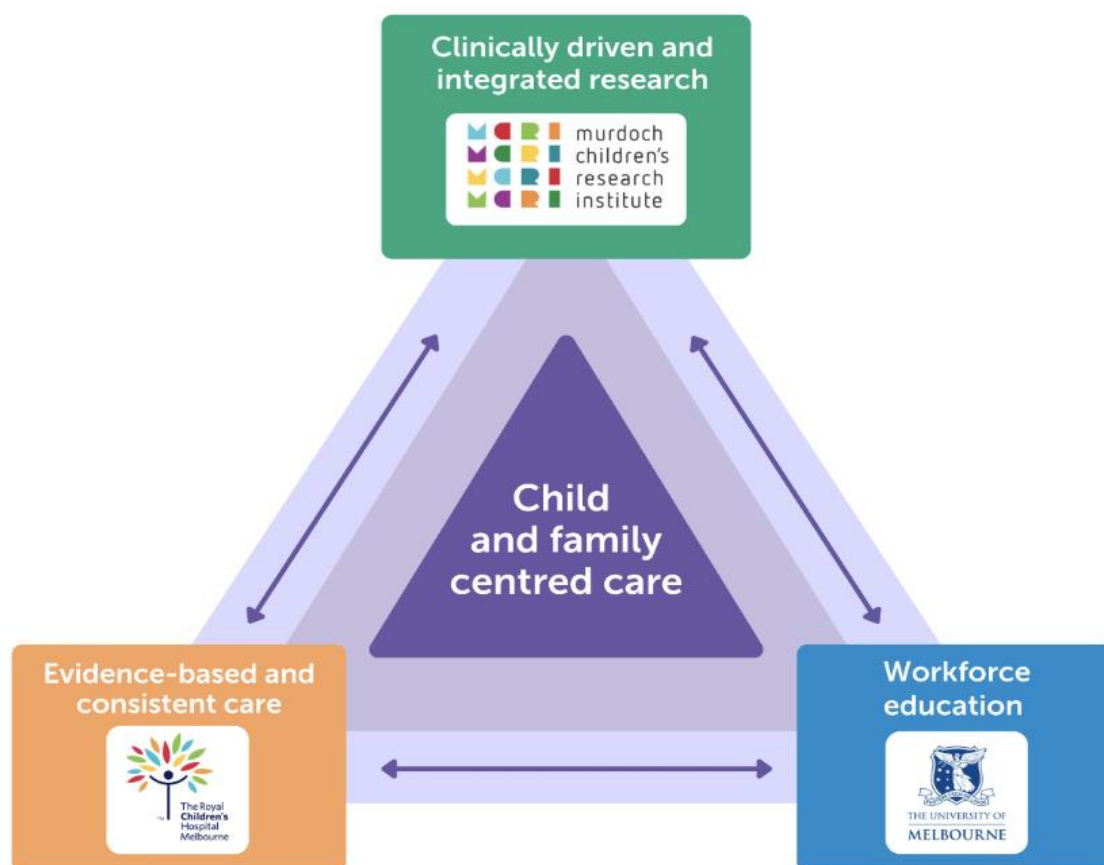 Clinically driven and
integrated research
murdoch
children's
research
institute
Child
and family
centred care
Evidence-based and
consistent care
The Royal
Children's
Hospital
Melbourne
Workforce
education
THE UNIVERSITY OF
MELBOURNE